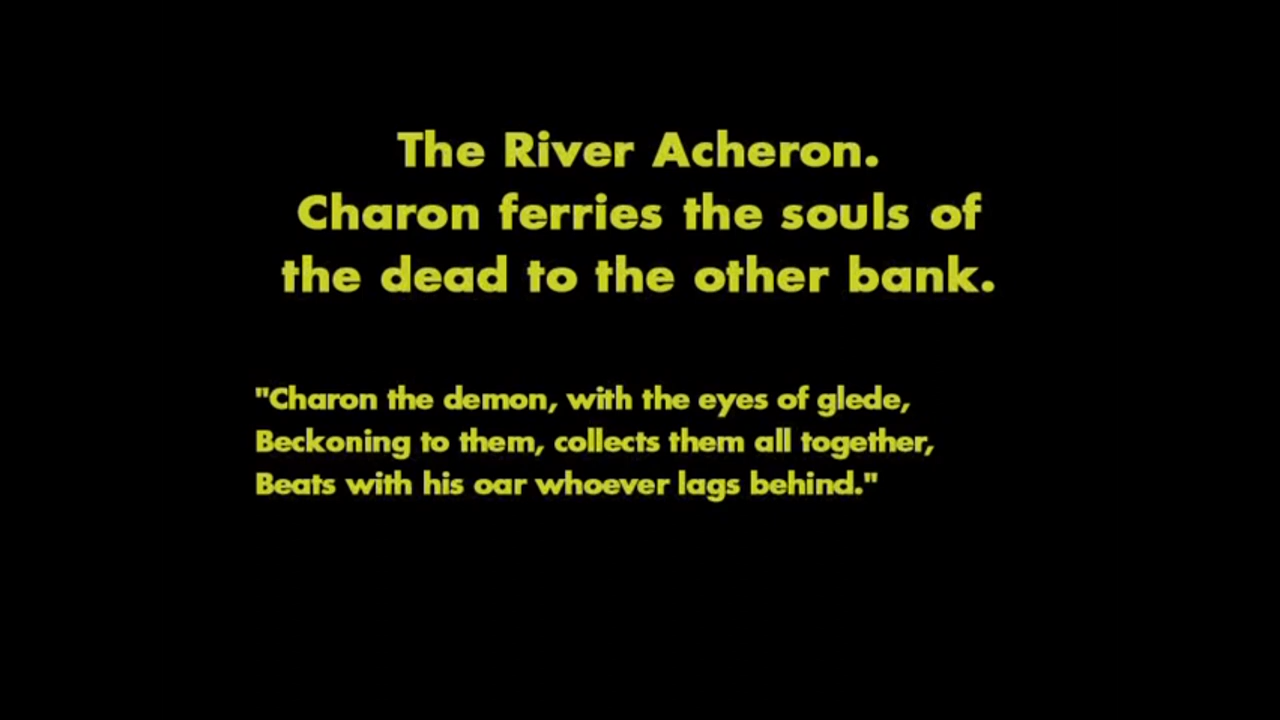 The River Acheron.
Charon ferries the souls of
the dead to the other bank.
"Charon the demon, with the eyes of glede,
Beckoning to them, collects them all together,
Beats with his oar whoever lags behind."